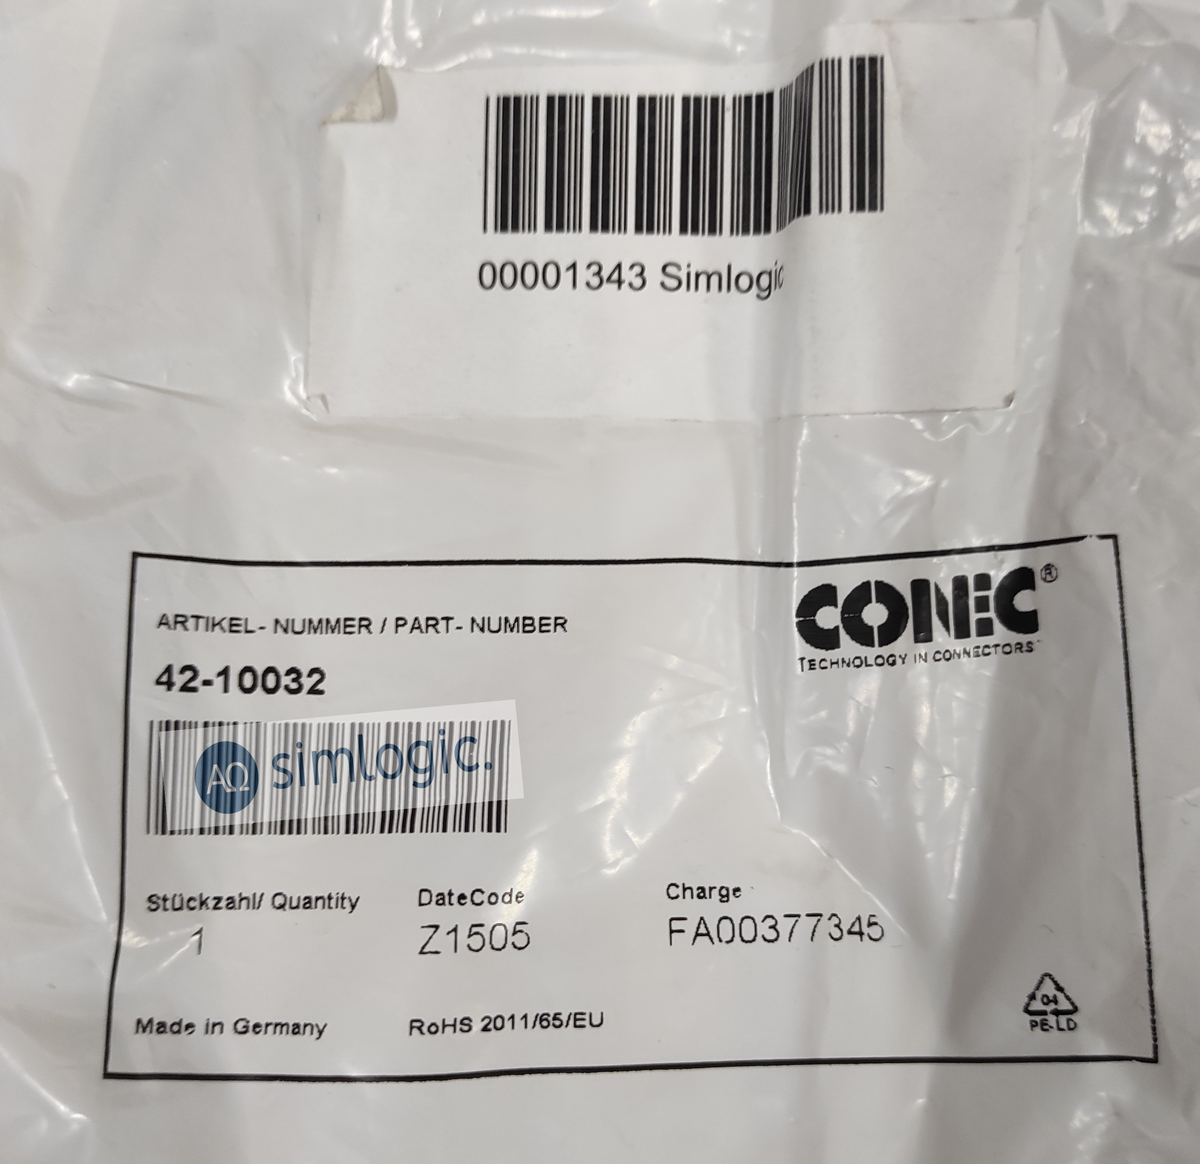 00001343 Simlogic
ARTIKEL- NUMMER / PART- NUMBER
42-10032
CONEC®
TECHNOLOGY IN CONNECTORS
ΑΩ simlogic.
Stückzahl/ Quantity
DateCode
Charge
1
Z1505
FA00377345
Made in Germany
RoHS 2011/65/EU
04
PE-LD